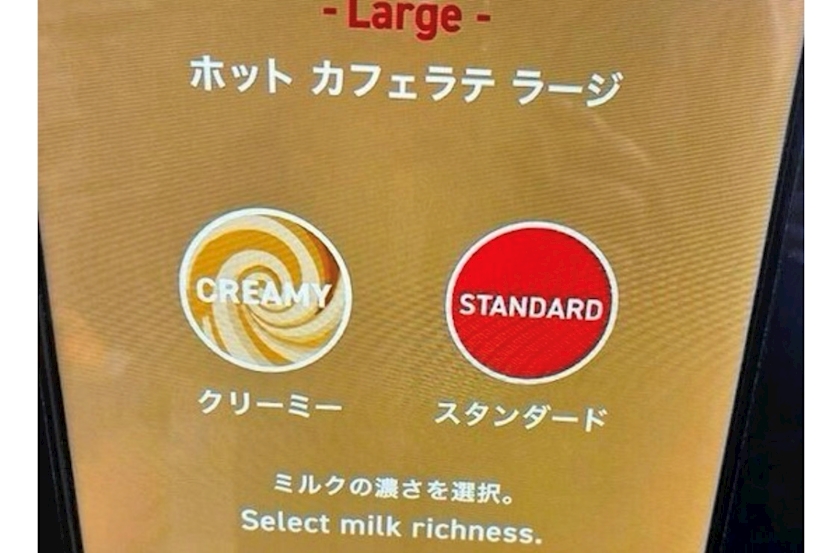 - Large -
ホット カフェラテ ラージ
CREAMY
STANDARD
クリーミー
スタンダード
ミルクの濃さを選択。
Select milk richness.